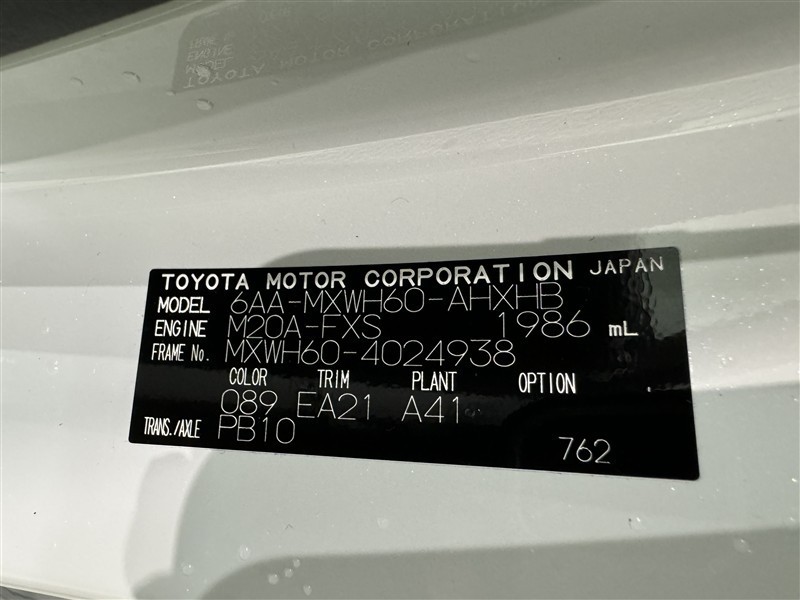 TOYOTA MOTOR CORPORATION JAPAN
MODEL 6AA-MXWH60-AHXHB
ENGINE M20A-FXS 1986 mL
FRAME No. MXWH60-4024938
COLOR TRIM PLANT OPTION
089 EA21 A41
TRANS./AXLE PB10
762